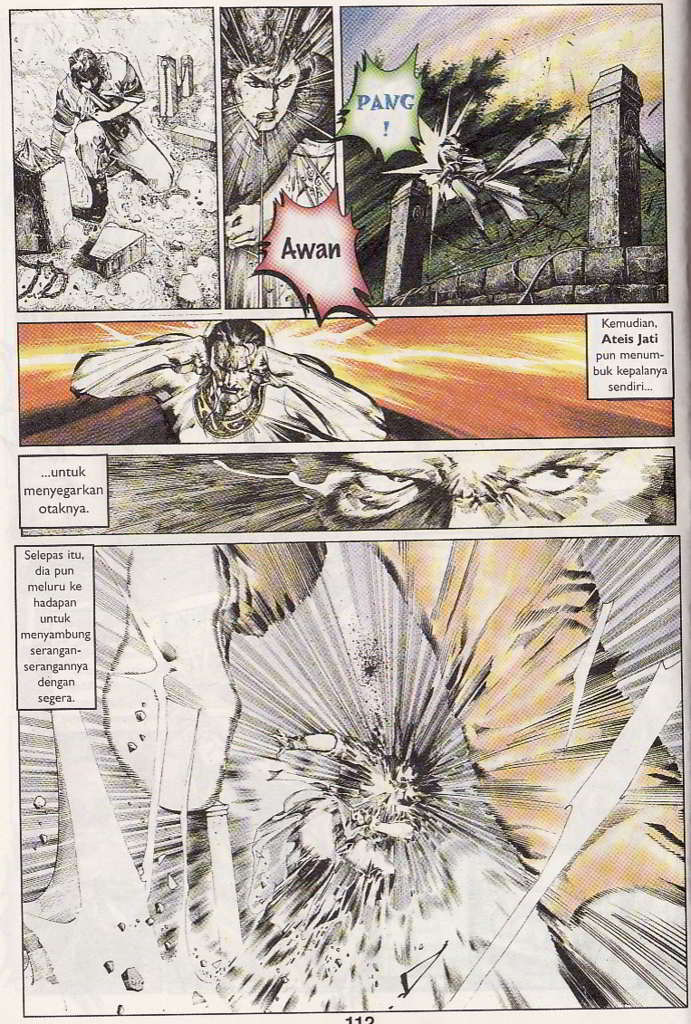 PANG
!
Awan
Kemudian,
Ateis Jati
pun menum-
buk kepalanya
sendiri...
...untuk
menyegarkan
otaknya.
Selepas itu,
dia pun
meluru ke
hadapan
untuk
menyambung
serangan-
serangannya
dengan
segera.
112